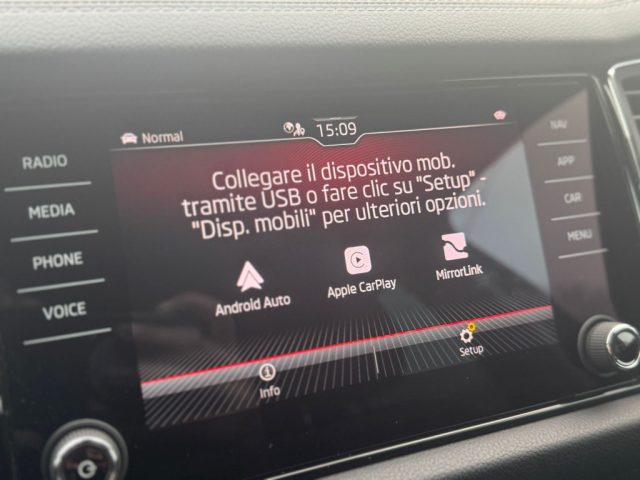 Normal
15:09
RADIO
MEDIA
PHONE
VOICE
Collegare il dispositivo mob.
tramite USB o fare clic su "Setup" -
"Disp. mobili" per ulteriori opzioni.
Android Auto
Apple CarPlay
MirrorLink
Info
Setup
NAV
APP
CAR
MENU